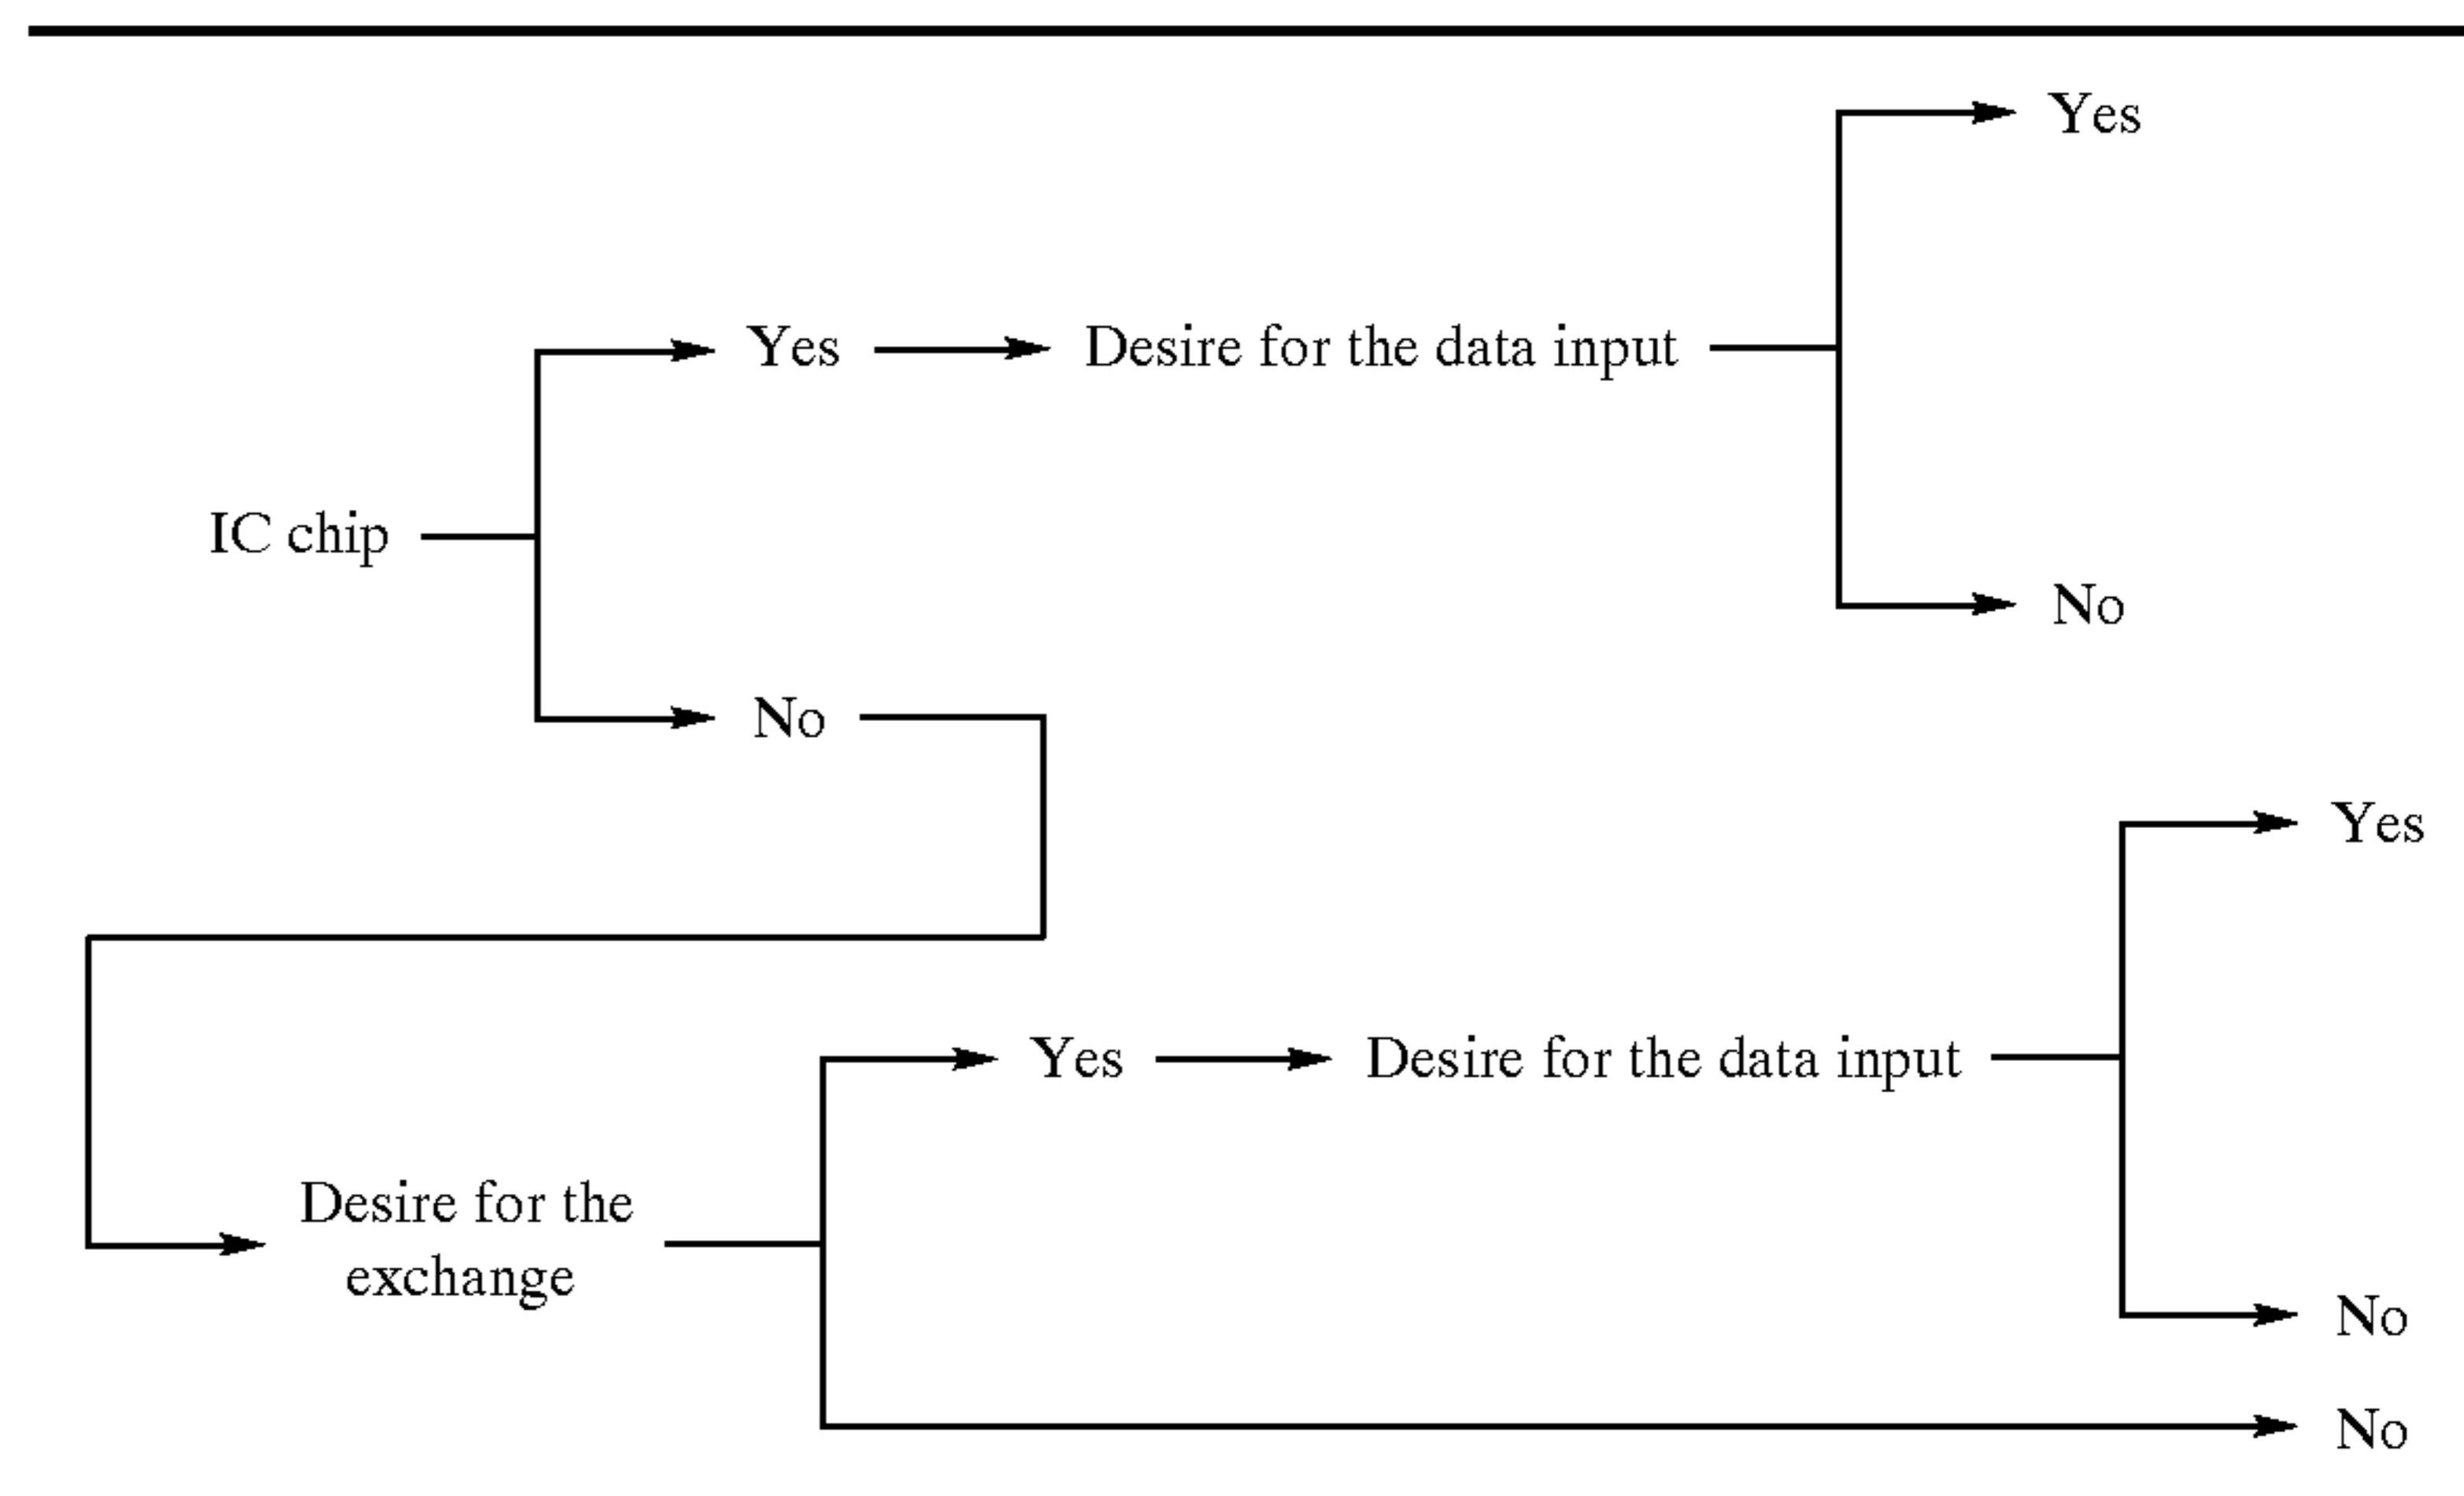 Yes
Yes
Desire for the data input
IC chip
No
No
Yes
Yes
Desire for the data input
Desire for the
exchange
No
No